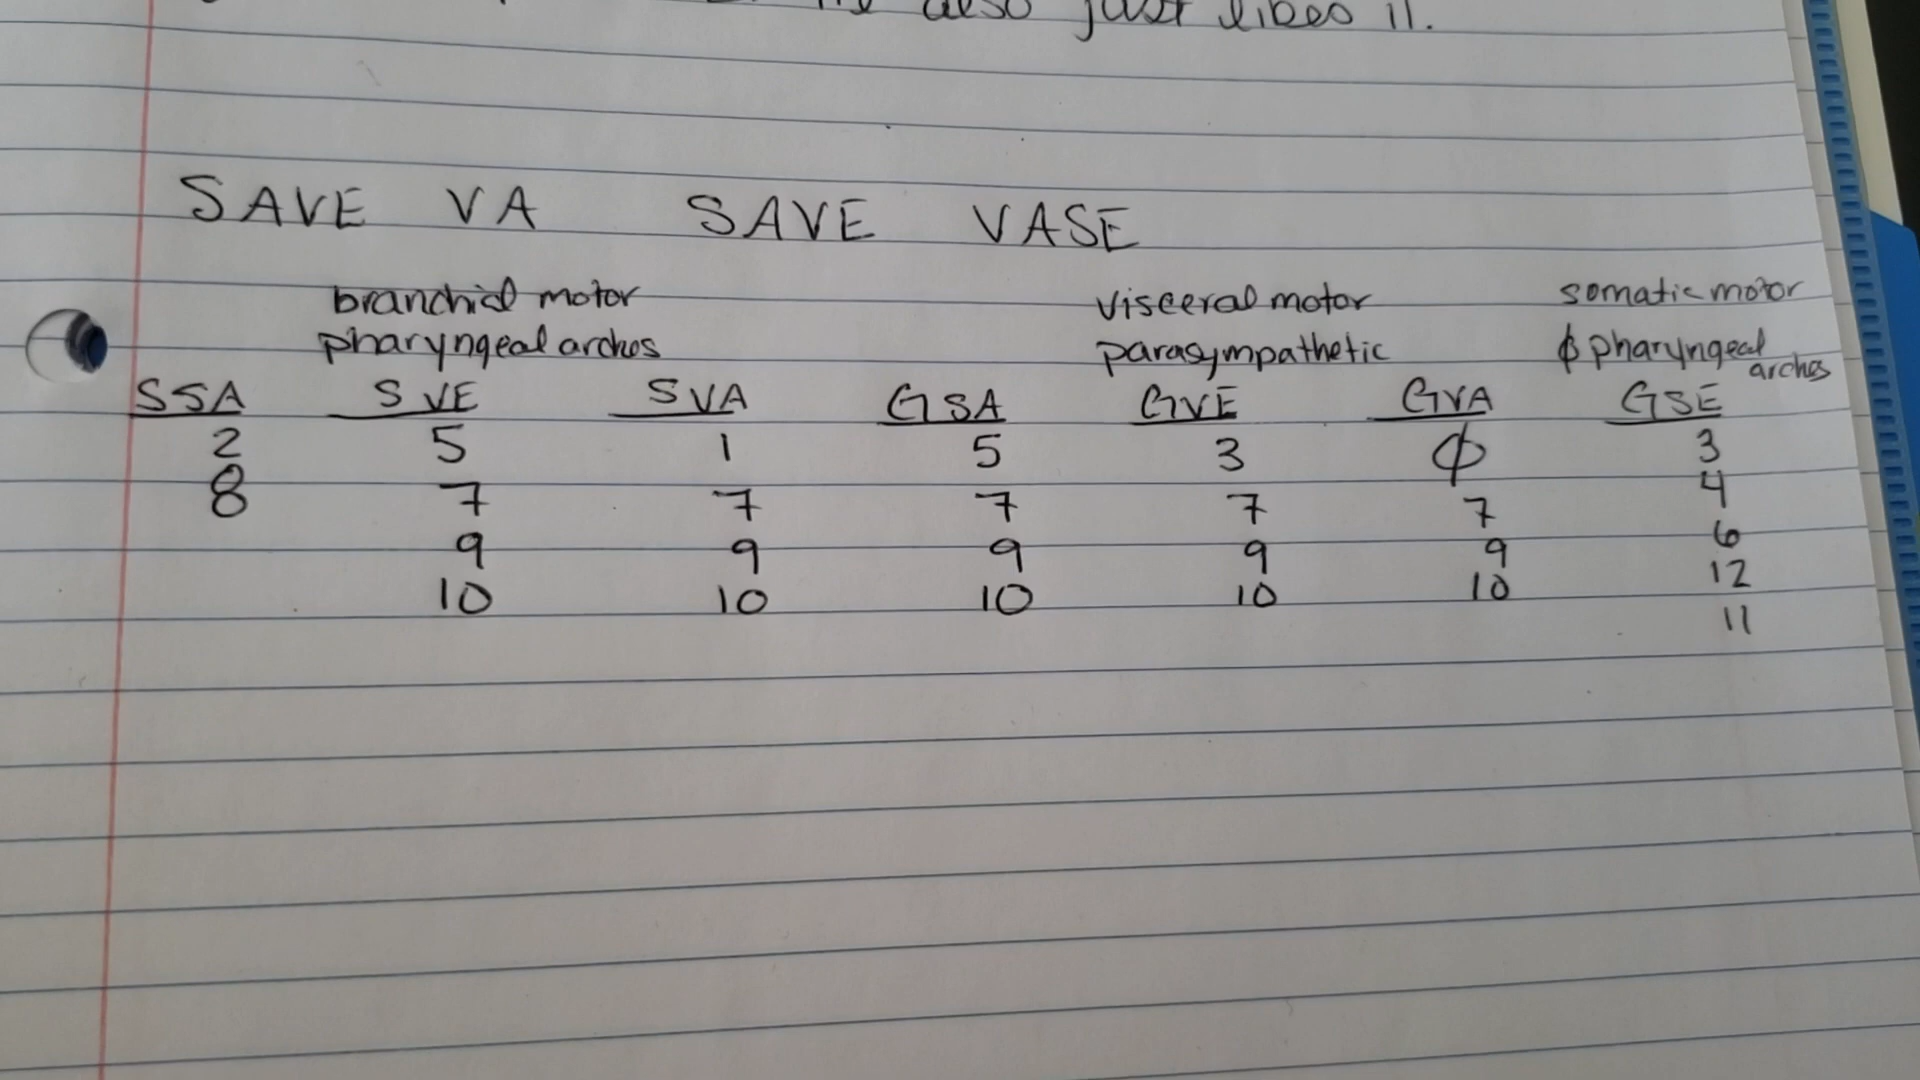 also just likes it.
SAVE VA SAVE VASE
branchial motor visceral motor somatic motor
pharyngeal arches parasympathetic ϕ pharyngeal arches
SSA SVE SVA GSA GVE GVA GSE
2 5 1 5 3 ϕ 3
8 7 7 7 7 7 4
9 9 9 9 9 6
10 10 10 10 10 12
11